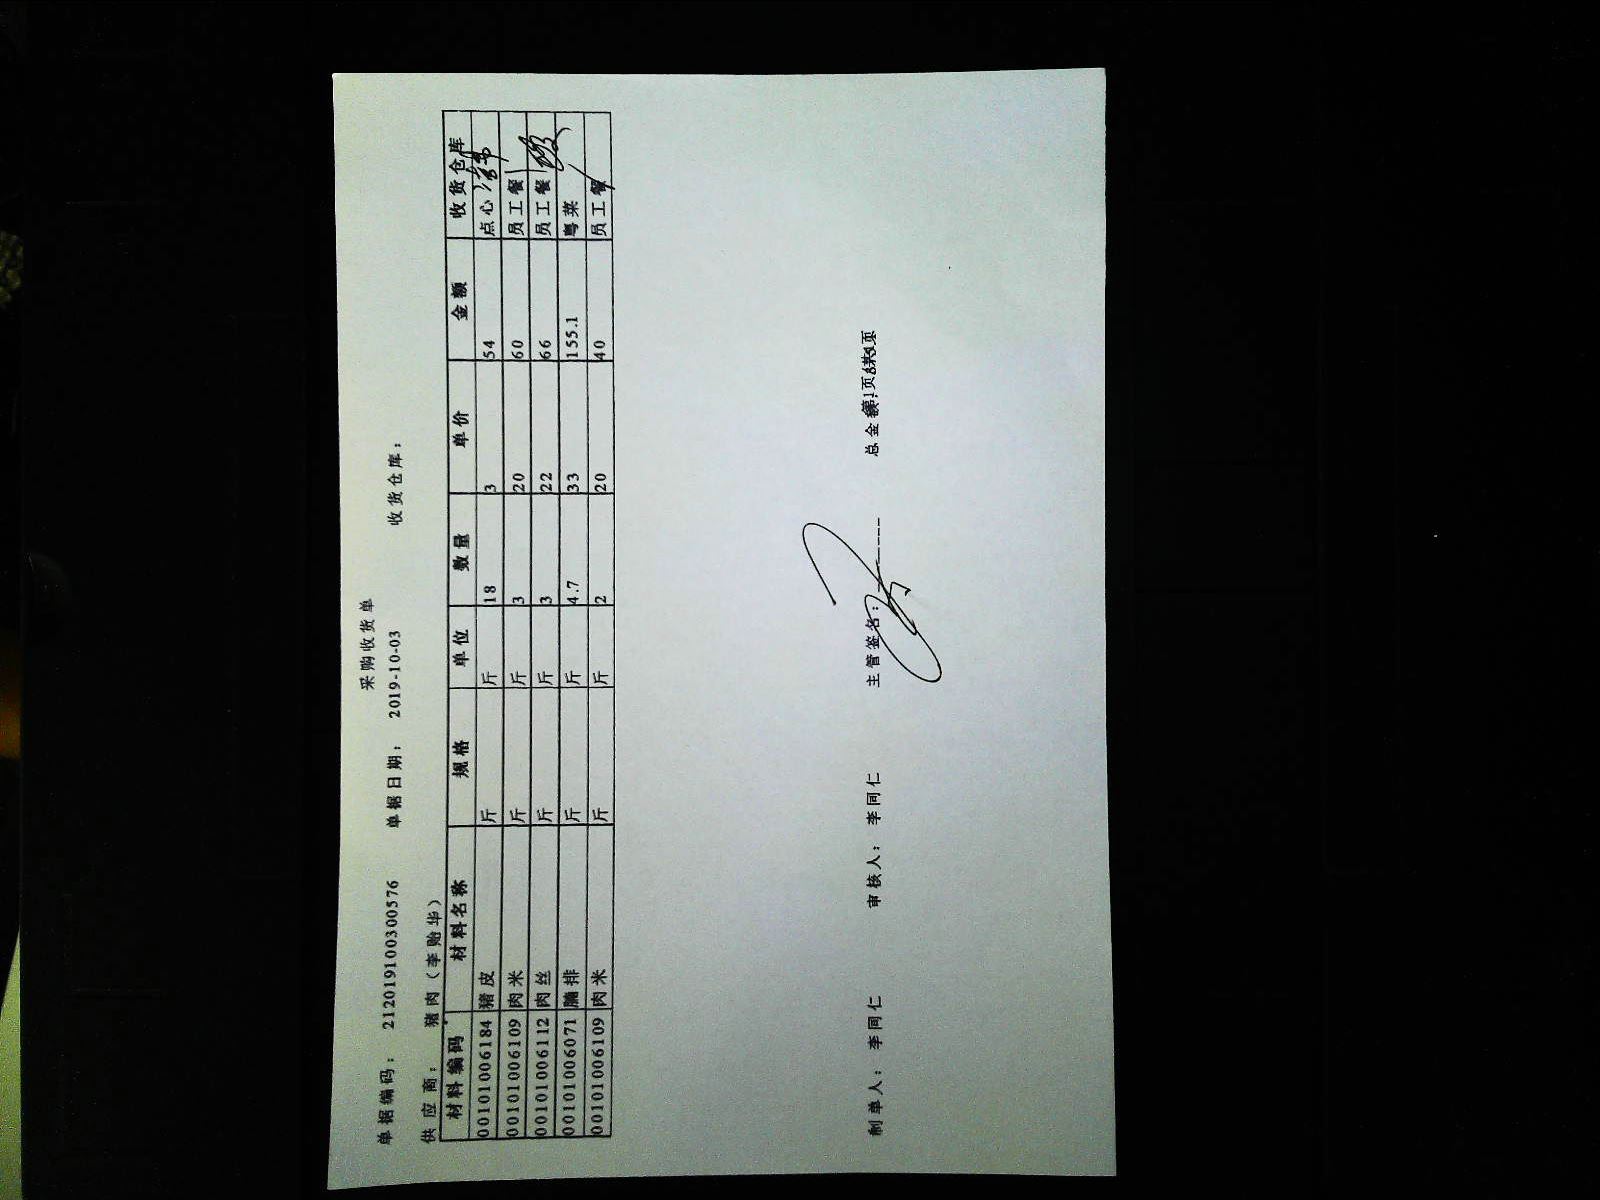 采购收货单
单据编码： 212019100300576 单据日期： 2019-10-03 收货仓库：
供应商： 猪肉（李贻华）
材料编码 材料名称 规格 单位 数量 单价 金额 收货仓库
00101006184 猪皮 斤 斤 18 3 54 点心
00101006109 肉米 斤 斤 3 20 60 员工餐
00101006112 肉丝 斤 斤 3 22 66 员工餐
00101006071 腩排 斤 斤 4.7 33 155.1 粤菜
00101006109 肉米 斤 斤 2 20 40 员工餐
制单人： 李同仁 审核人： 李同仁 主管签名： 总金额 第1页